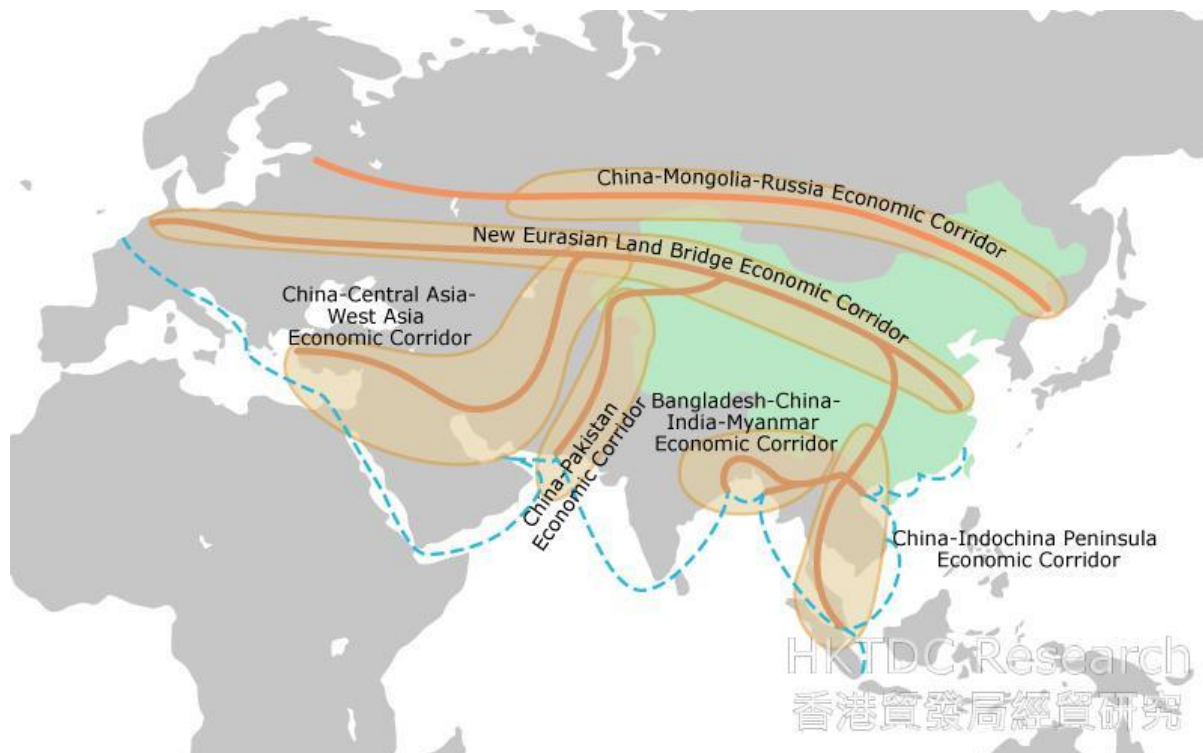 China-Mongolia-Russia Economic Corridor
New Eurasian Land Bridge Economic Corridor
China-Central Asia-
West Asia
Economic Corridor
China-Pakistan
Economic Corridor
Bangladesh-China-
India-Myanmar
Economic Corridor
China-Indochina Peninsula
Economic Corridor
HKTDC Research
香港貿發局經貿研究